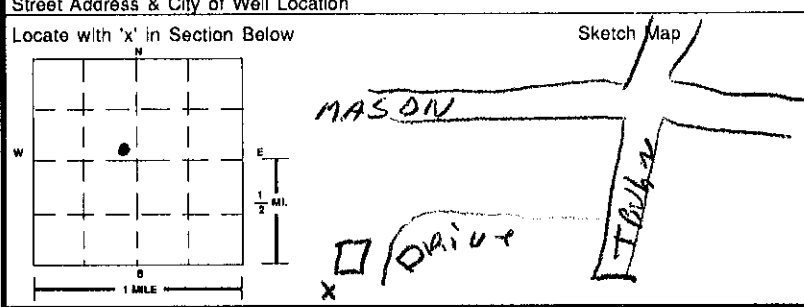 Street Address & City of Well Location
Locate with 'x' in Section Below
Sketch Map
N
W
E
1/2 MI.
S
1 MILE
MASON
DRIVE
X